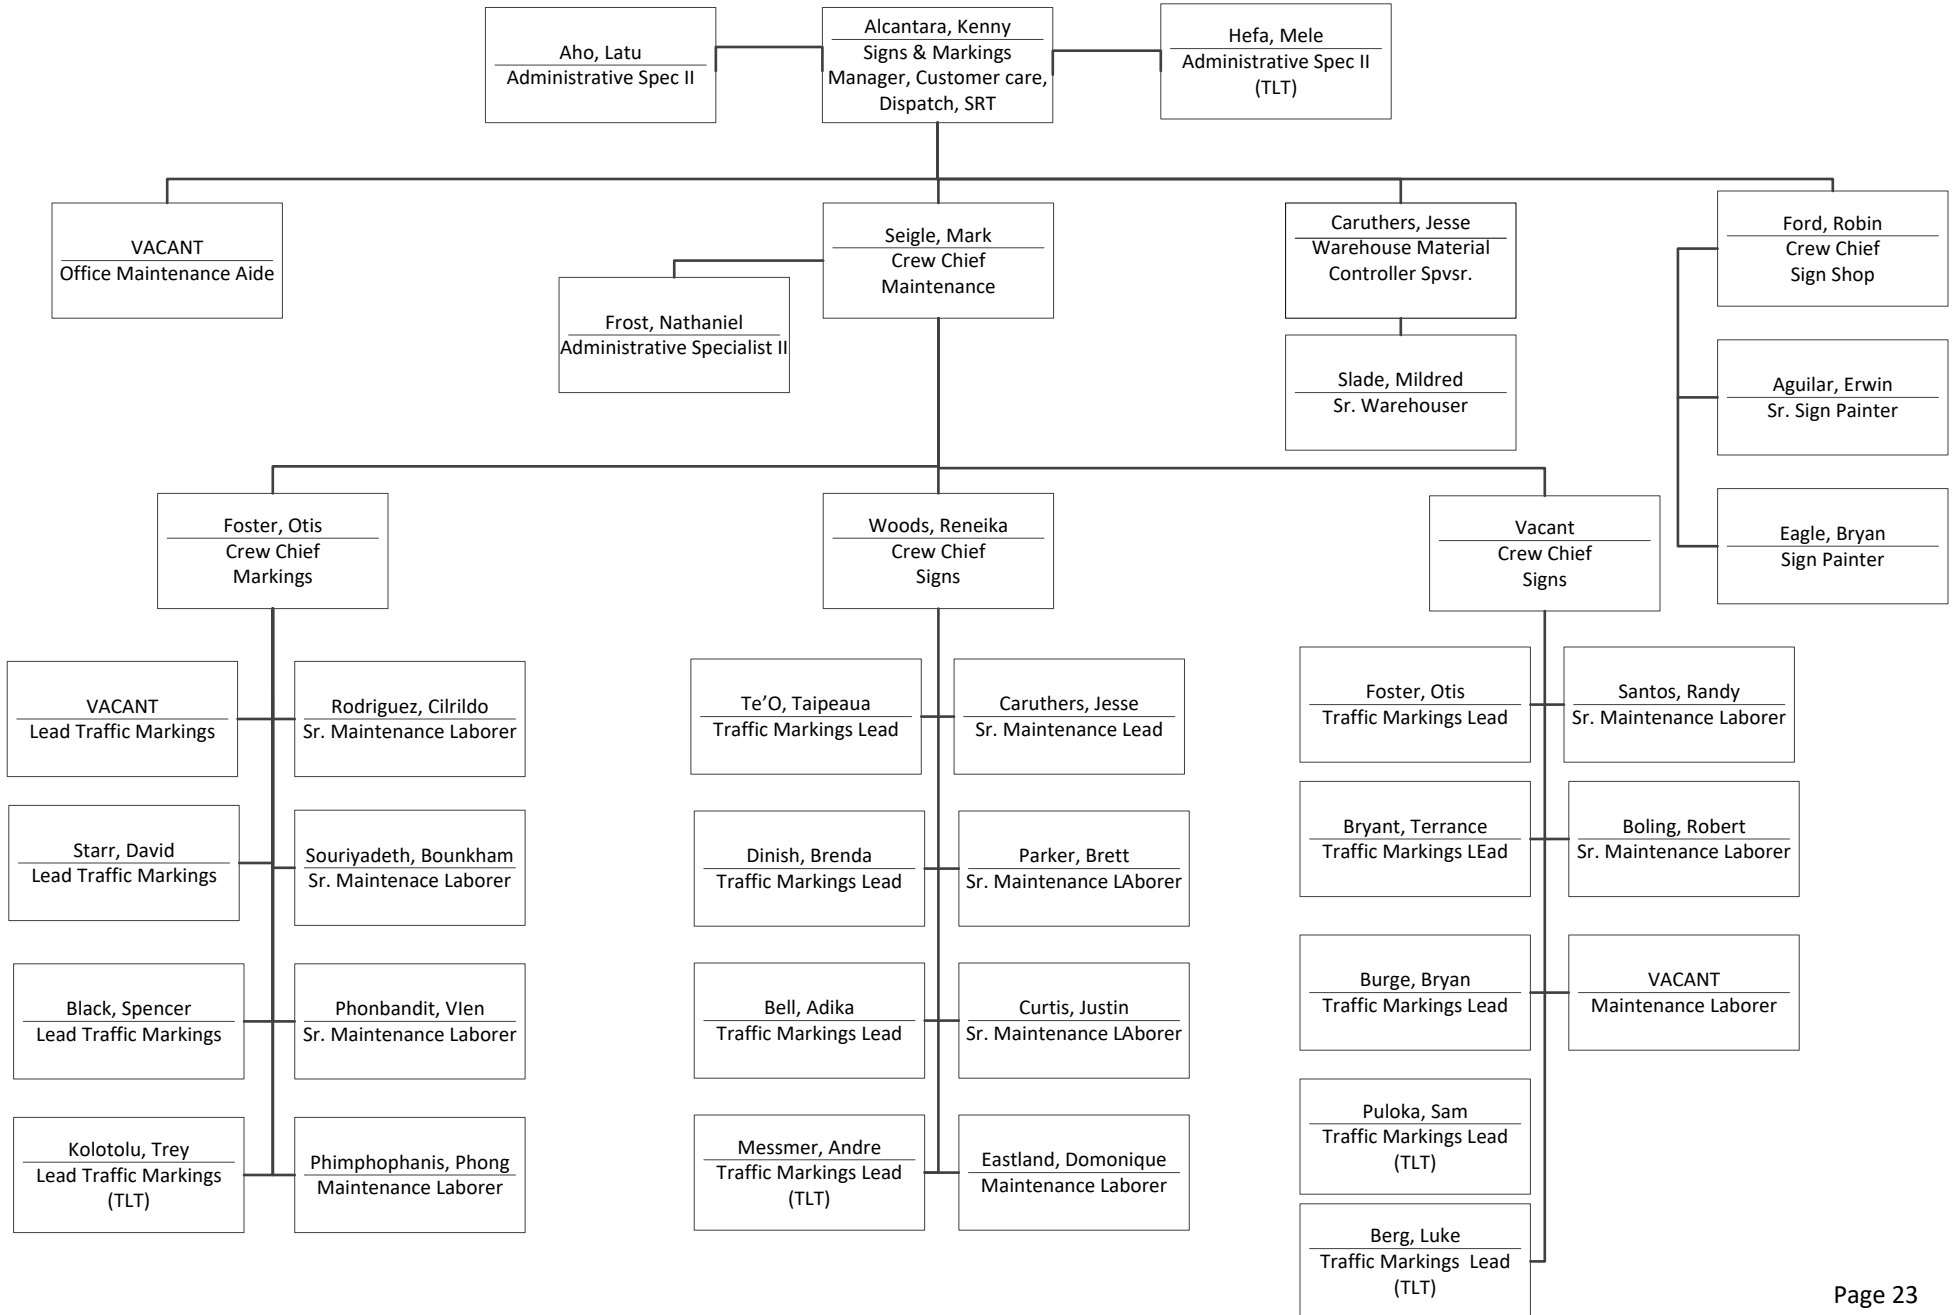 Aho, Latu
Administrative Spec II
Alcantara, Kenny
Signs & Markings
Manager, Customer care,
Dispatch, SRT
Hefa, Mele
Administrative Spec II
(TLT)
VACANT
Office Maintenance Aide
Seigle, Mark
Crew Chief
Maintenance
Frost, Nathaniel
Administrative Specialist II
Caruthers, Jesse
Warehouse Material
Controller Spvsr.
Slade, Mildred
Sr. Warehouser
Ford, Robin
Crew Chief
Sign Shop
Aguilar, Erwin
Sr. Sign Painter
Eagle, Bryan
Sign Painter
Foster, Otis
Crew Chief
Markings
VACANT
Lead Traffic Markings
Rodriguez, Cilrildo
Sr. Maintenance Laborer
Starr, David
Lead Traffic Markings
Souriyadeth, Bounkham
Sr. Maintenace Laborer
Black, Spencer
Lead Traffic Markings
Phonbandit, VIen
Sr. Maintenance Laborer
Kolotolu, Trey
Lead Traffic Markings
(TLT)
Phimphophanis, Phong
Maintenance Laborer
Woods, Reneika
Crew Chief
Signs
Te’O, Taipeaua
Traffic Markings Lead
Caruthers, Jesse
Sr. Maintenance Lead
Dinish, Brenda
Traffic Markings Lead
Parker, Brett
Sr. Maintenance LAborer
Bell, Adika
Traffic Markings Lead
Curtis, Justin
Sr. Maintenance LAborer
Messmer, Andre
Traffic Markings Lead
(TLT)
Eastland, Domonique
Maintenance Laborer
Vacant
Crew Chief
Signs
Foster, Otis
Traffic Markings Lead
Santos, Randy
Sr. Maintenance Laborer
Bryant, Terrance
Traffic Markings LEad
Boling, Robert
Sr. Maintenance Laborer
Burge, Bryan
Traffic Markings Lead
VACANT
Maintenance Laborer
Puloka, Sam
Traffic Markings Lead
(TLT)
Berg, Luke
Traffic Markings  Lead
(TLT)
Page 23